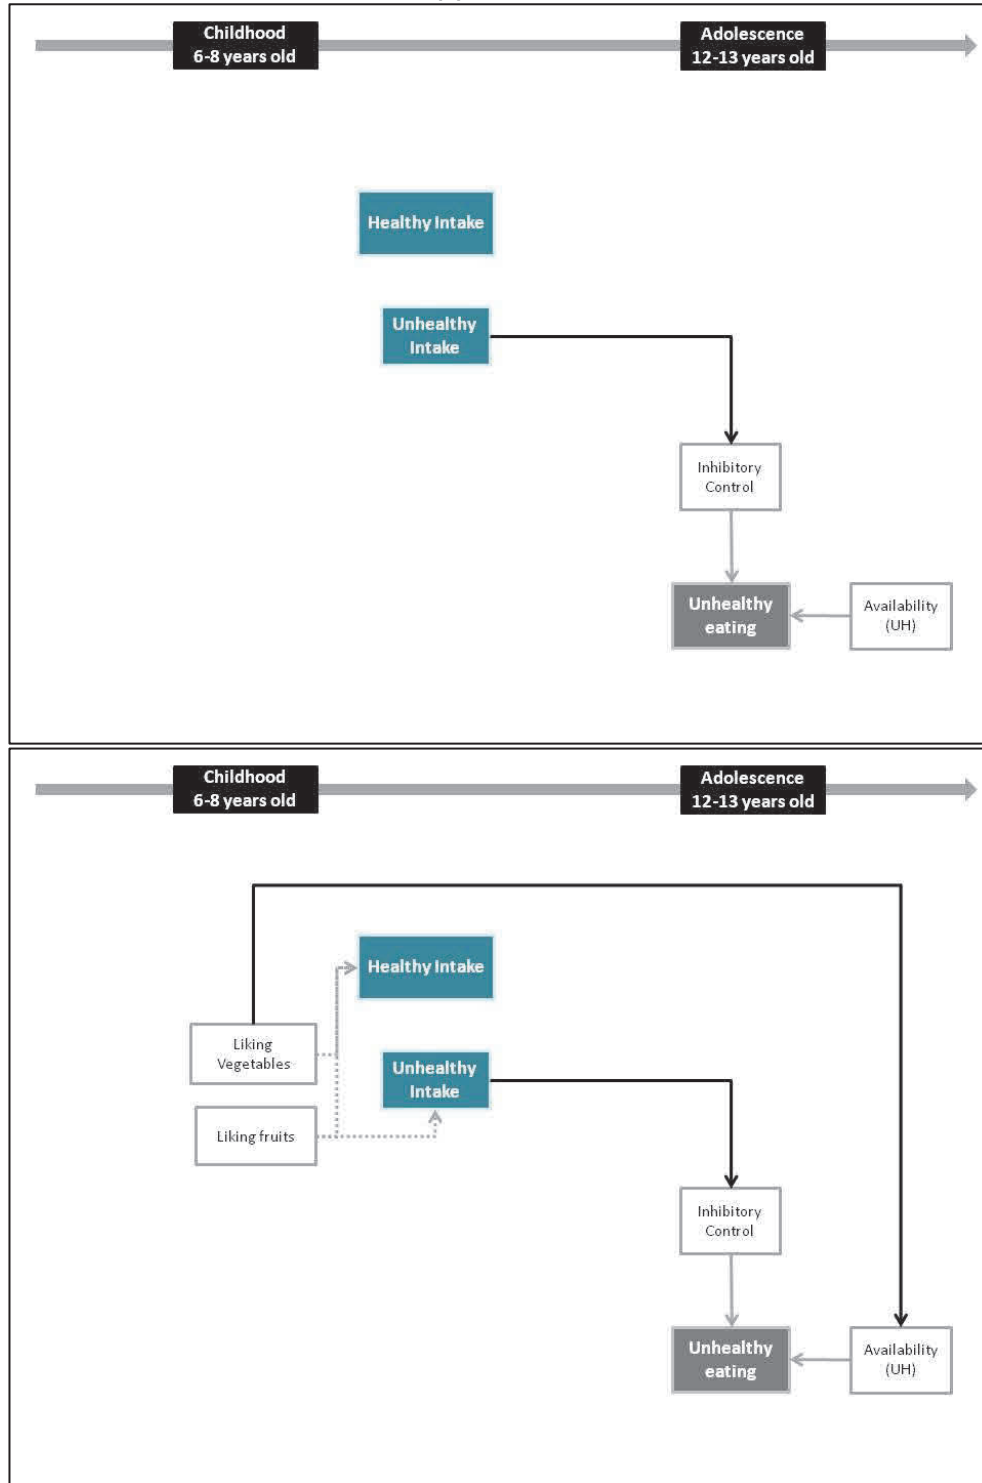 Childhood
6-8 years old
Adolescence
12-13 years old
Healthy Intake
Unhealthy
Intake
Inhibitory
Control
Unhealthy
eating
Availability
(UH)
Childhood
6-8 years old
Adolescence
12-13 years old
Healthy Intake
Liking
Vegetables
Unhealthy
Intake
Liking fruits
Inhibitory
Control
Unhealthy
eating
Availability
(UH)